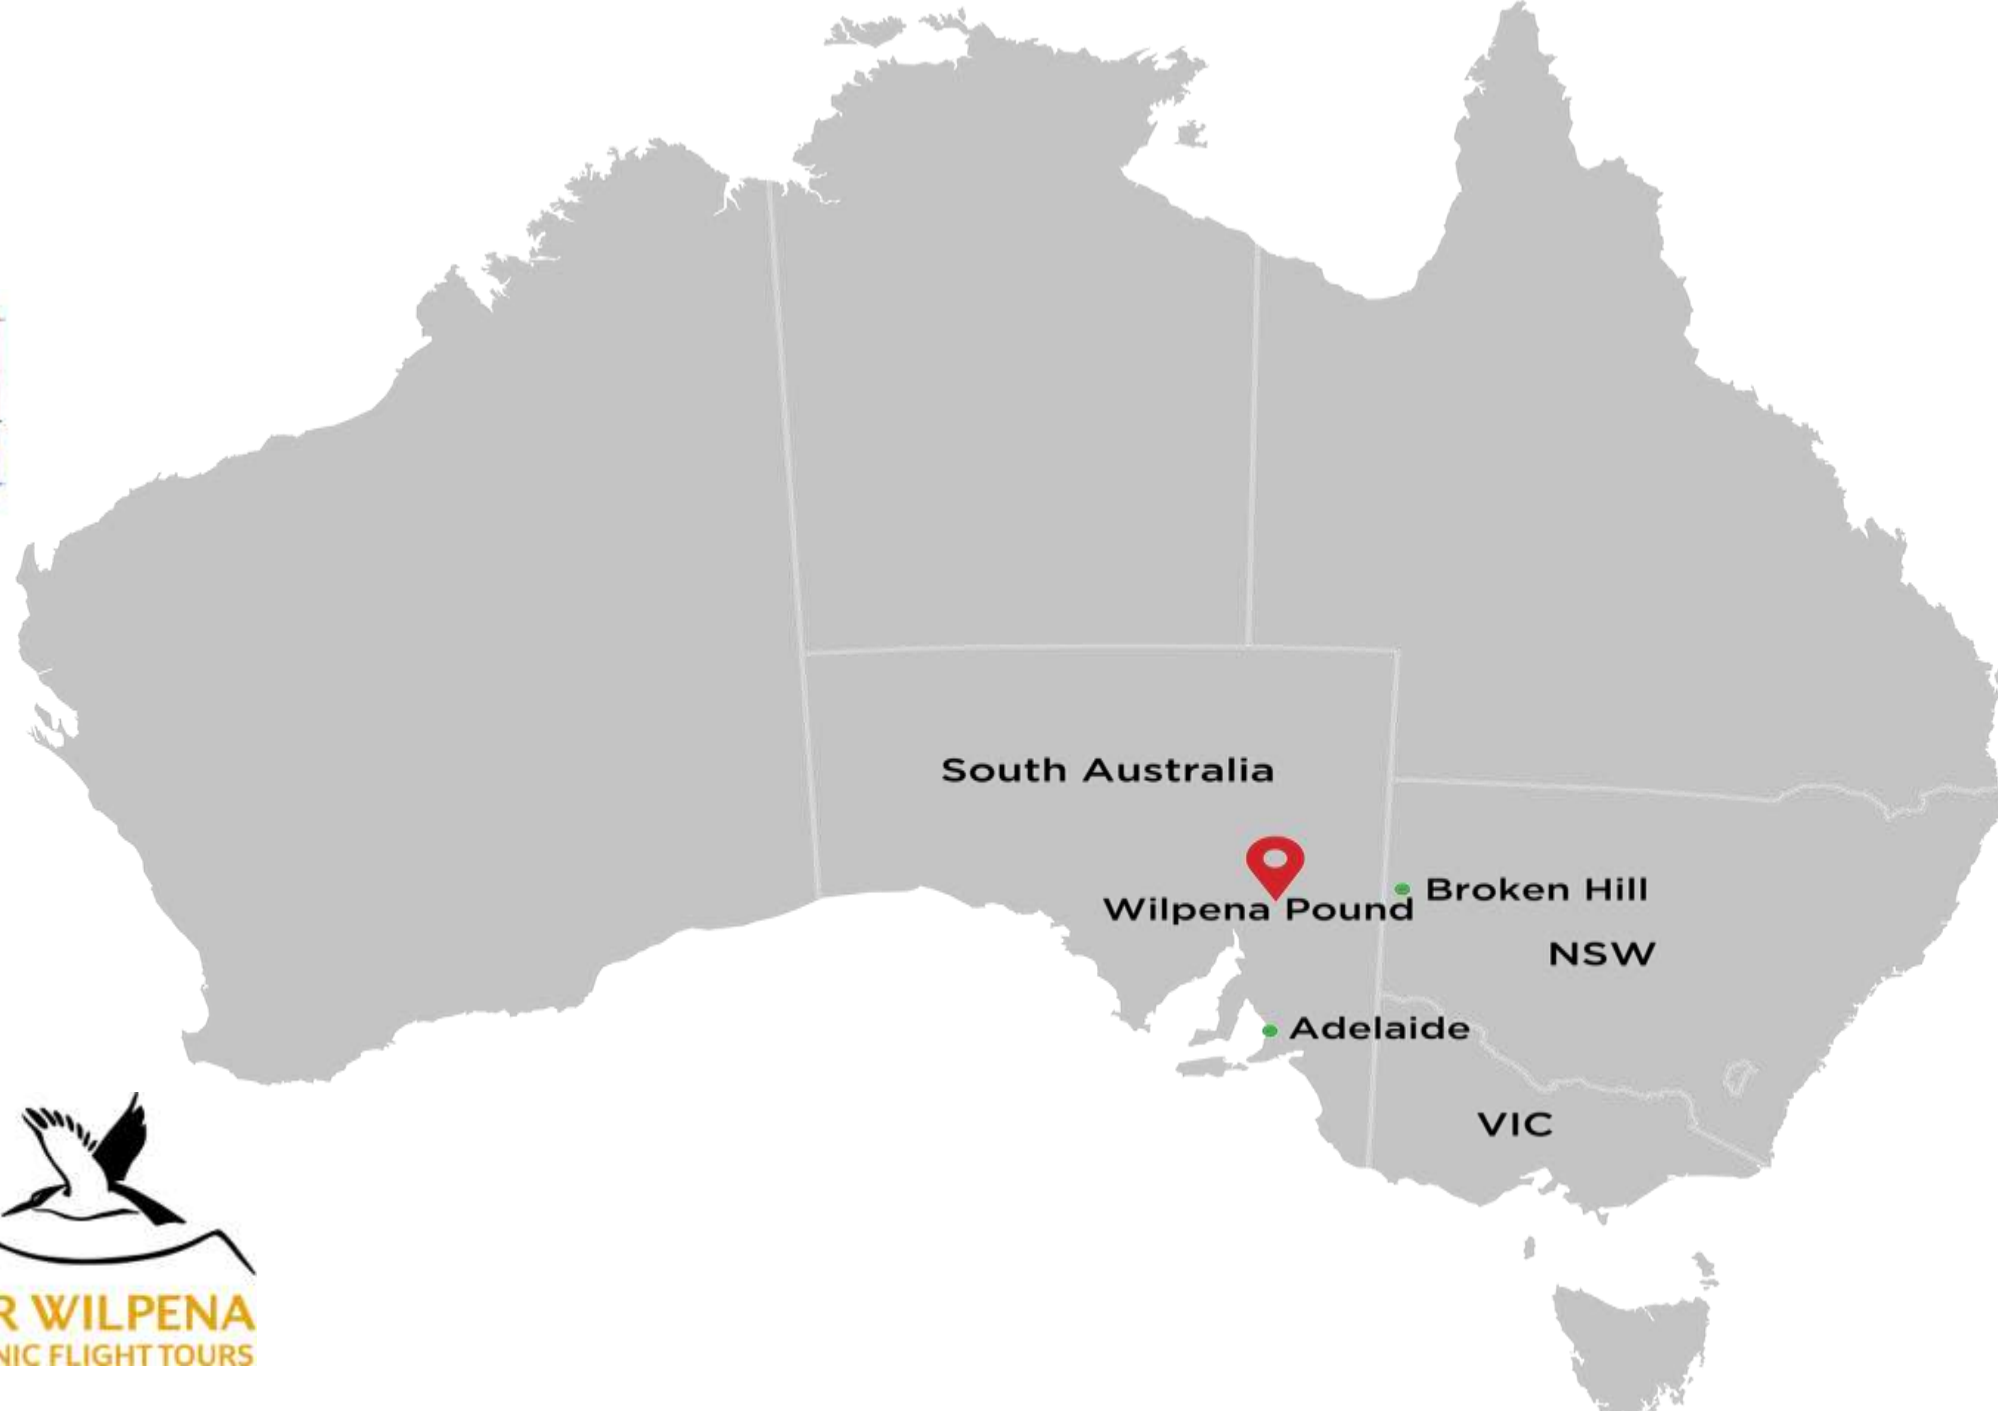 South Australia
Wilpena Pound
Broken Hill
NSW
Adelaide
VIC
R WILPENA
NIC FLIGHT TOURS